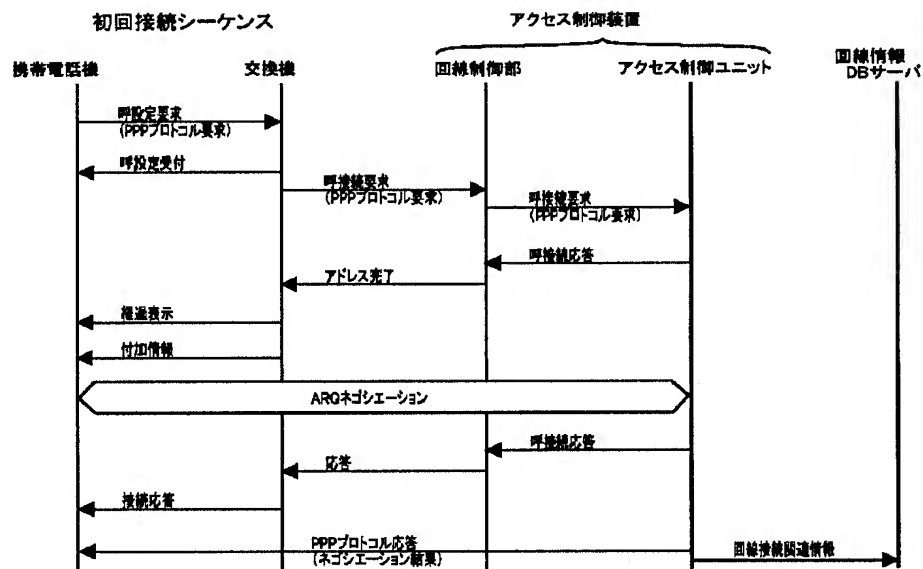 初回接続シーケンス
アクセス制御装置
携帯電話機
交換機
回線制御部
アクセス制御ユニット
回線情報
DBサーバ
呼設定要求
(PPPプロトコル要求)
呼設定受付
呼接続要求
(PPPプロトコル要求)
呼接続要求
(PPPプロトコル要求)
呼接続応答
アドレス完了
経過表示
付加情報
ARQネゴシエーション
呼接続応答
応答
接続応答
PPPプロトコル応答
(ネゴシエーション結果)
回線接続関連情報